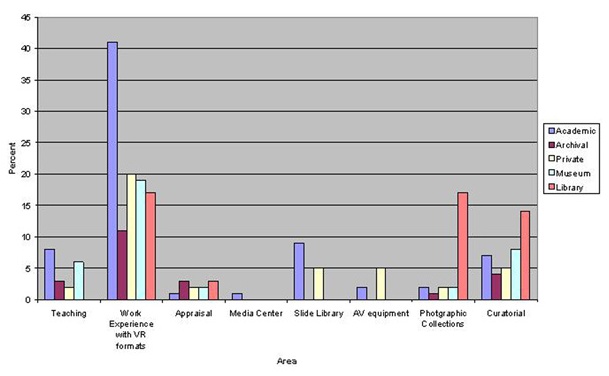 45
40
35
30
25
20
15
10
5
0
Percent
Teaching
Work
Experience
with VR
formats
Appraisal
Media Center
Slide Library
AV equipment
Photgraphic
Collections
Curatorial
Area
Academic
Archival
Private
Museum
Library